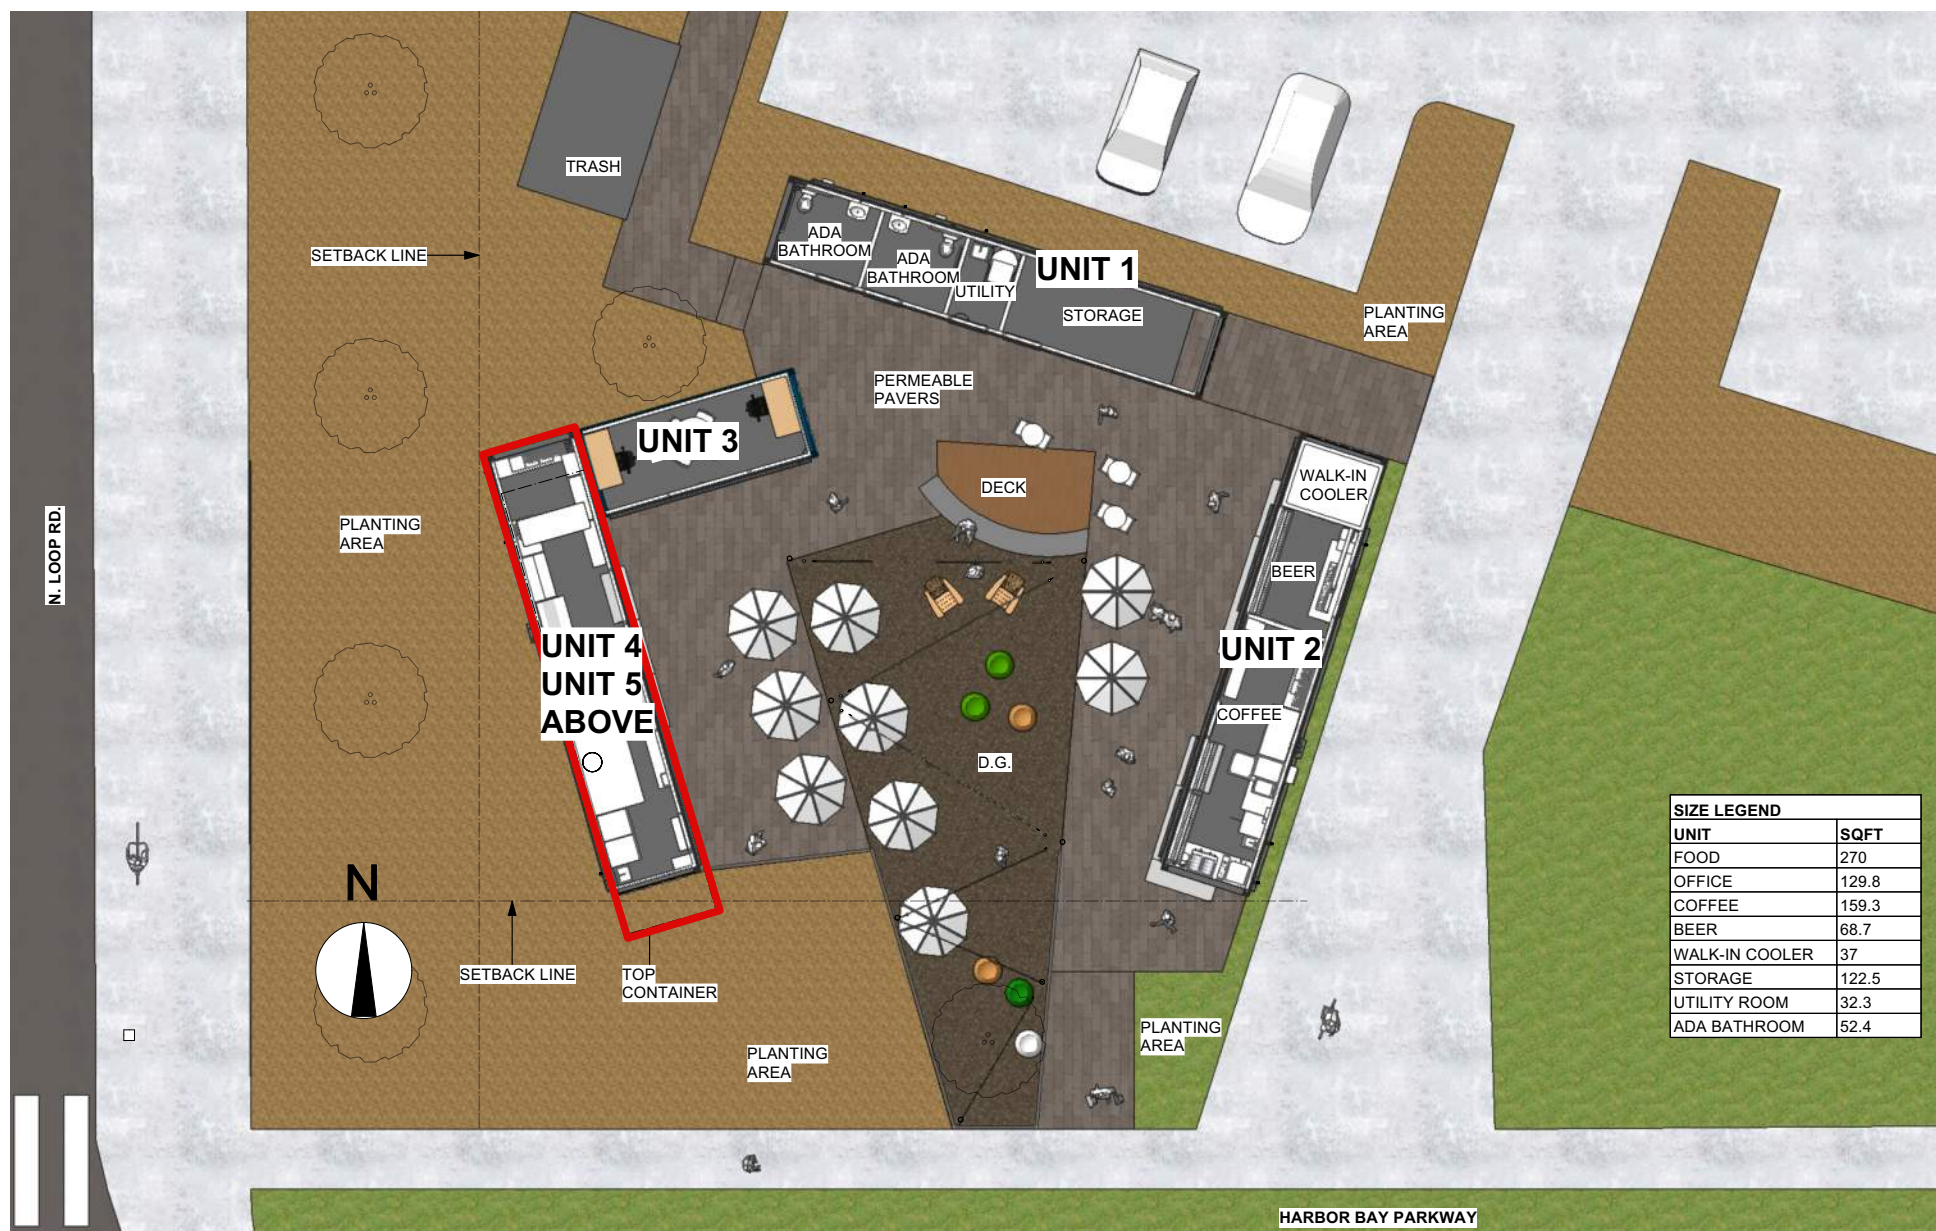 TRASH
SETBACK LINE
ADA
BATHROOM
ADA
BATHROOM
UTILITY
UNIT 1
STORAGE
PLANTING
AREA
PERMEABLE
PAVERS
UNIT 3
DECK
WALK-IN
COOLER
N. LOOP RD.
PLANTING
AREA
BEER
UNIT 4
UNIT 5
ABOVE
UNIT 2
COFFEE
D.G.
SIZE LEGEND
UNIT SQFT
FOOD 270
OFFICE 129.8
COFFEE 159.3
BEER 68.7
WALK-IN COOLER 37
STORAGE 122.5
UTILITY ROOM 32.3
ADA BATHROOM 52.4
N
SETBACK LINE
TOP
CONTAINER
PLANTING
AREA
PLANTING
AREA
HARBOR BAY PARKWAY